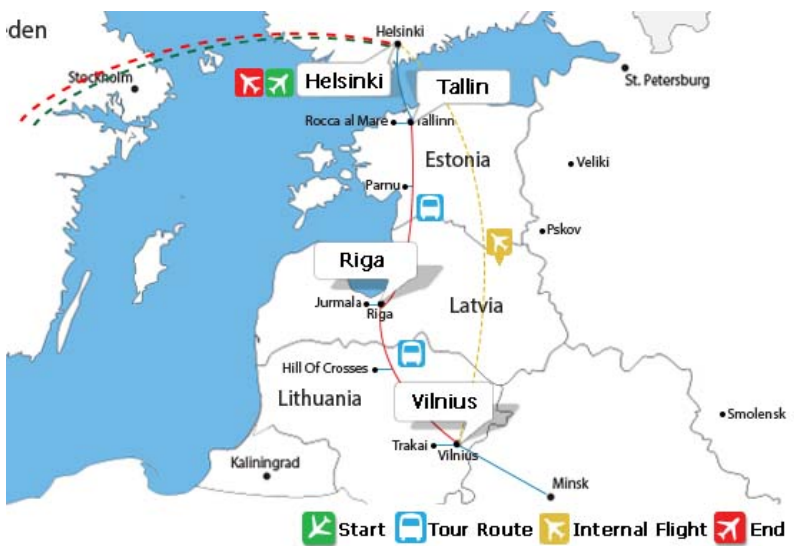 eden
Helsinki
Stockholm
Helsinki
Tallin
St. Petersburg
Rocca al Mare
Tallinn
Estonia
Veliki
Parnu
Pskov
Riga
Jurmala
Riga
Latvia
Hill Of Crosses
Lithuania
Vilnius
Smolensk
Trakai
Vilnius
Kaliningrad
Minsk
Start
Tour Route
Internal Flight
End